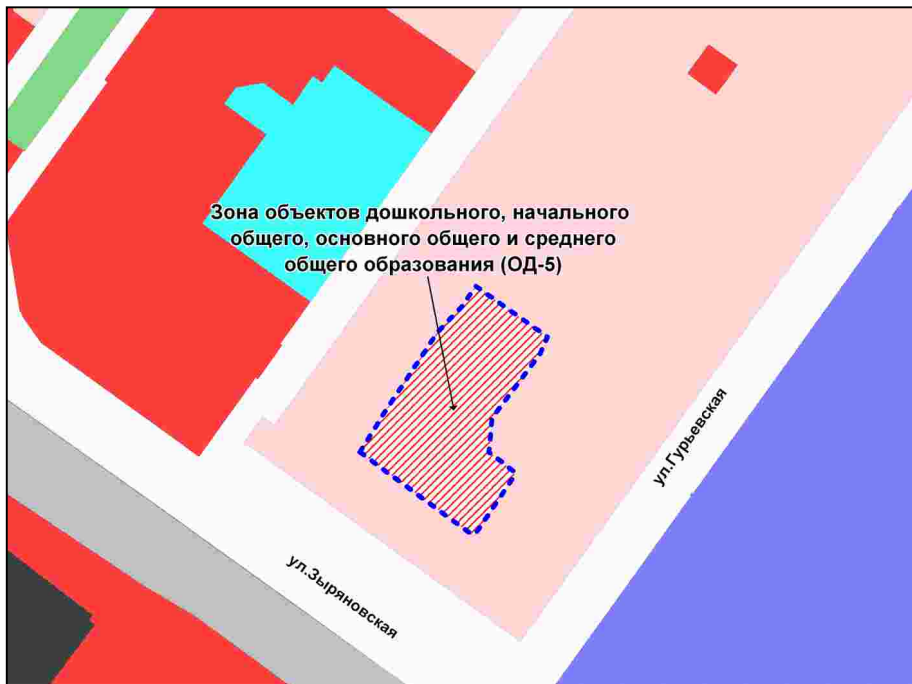 Зона объектов дошкольного, начального
общего, основного общего и среднего
общего образования (ОД-5)
ул.Гурьевская
ул.Зыряновская